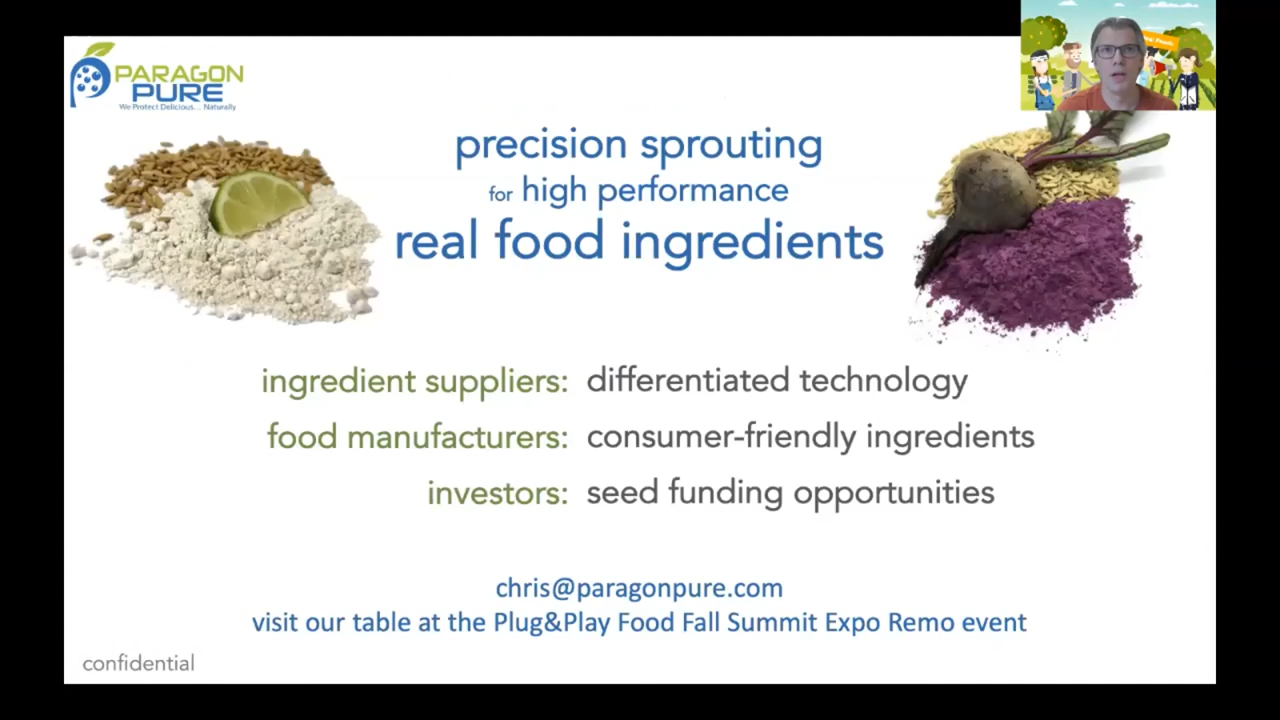 PARAGON
PURE
We Protect Delicious... Naturally
precision sprouting
for high performance
real food ingredients
ingredient suppliers: differentiated technology
food manufacturers: consumer-friendly ingredients
investors: seed funding opportunities
chris@paragonpure.com
visit our table at the Plug&Play Food Fall Summit Expo Remo event
confidential